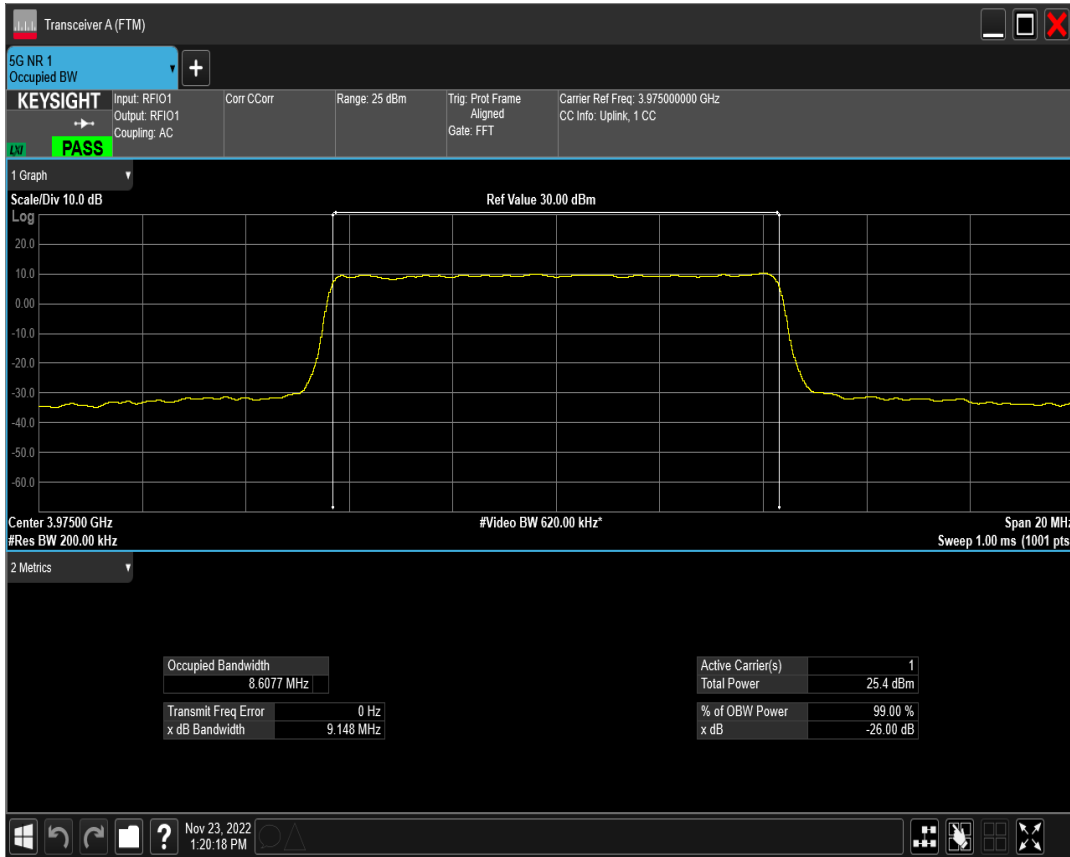 Transceiver A (FTM)
5G NR 1
Occupied BW
+
KEYSIGHT
LXI
PASS
Input: RFIO1
Output: RFIO1
Coupling: AC
Corr CCorr
Range: 25 dBm
Trig: Prot Frame
Aligned
Gate: FFT
Carrier Ref Freq: 3.975000000 GHz
CC Info: Uplink, 1 CC
1 Graph
Scale/Div 10.0 dB
Ref Value 30.00 dBm
Log
20.0
10.0
0.00
-10.0
-20.0
-30.0
-40.0
-50.0
-60.0
Center 3.97500 GHz
#Video BW 620.00 kHz*
Span 20 MHz
#Res BW 200.00 kHz
Sweep 1.00 ms (1001 pts
2 Metrics
Occupied Bandwidth
8.6077 MHz
Transmit Freq Error 0 Hz
x dB Bandwidth 9.148 MHz
Active Carrier(s) 1
Total Power 25.4 dBm
% of OBW Power 99.00 %
x dB -26.00 dB
?
Nov 23, 2022
1:20:18 PM